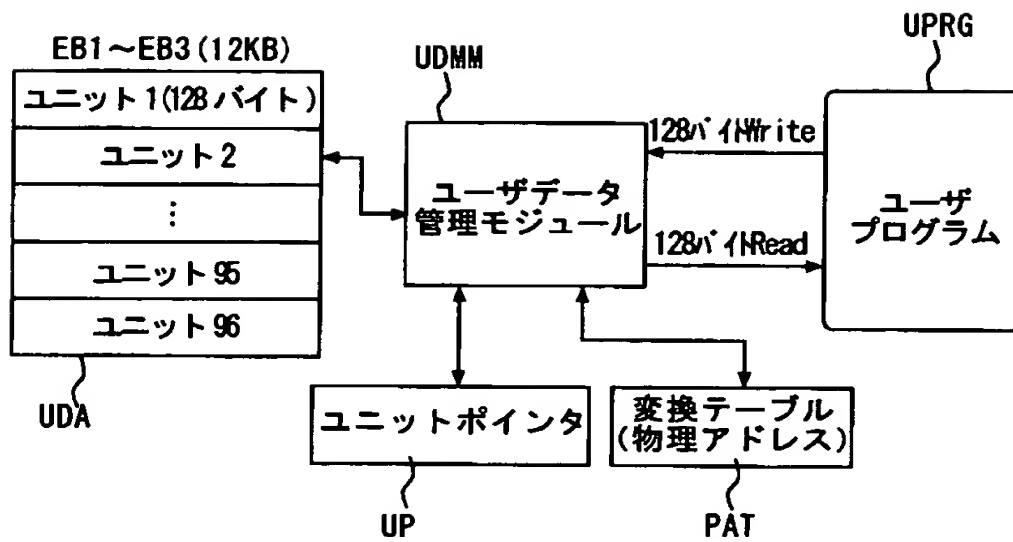 EB1～EB3(12KB)
ユニット1(128バイト)
ユニット2
⋮
ユニット95
ユニット96
UDA
UDMM
ユーザデータ
管理モジュール
128バイトWrite
128バイトRead
UPRG
ユーザ
プログラム
ユニットポインタ
UP
変換テーブル
(物理アドレス)
PAT